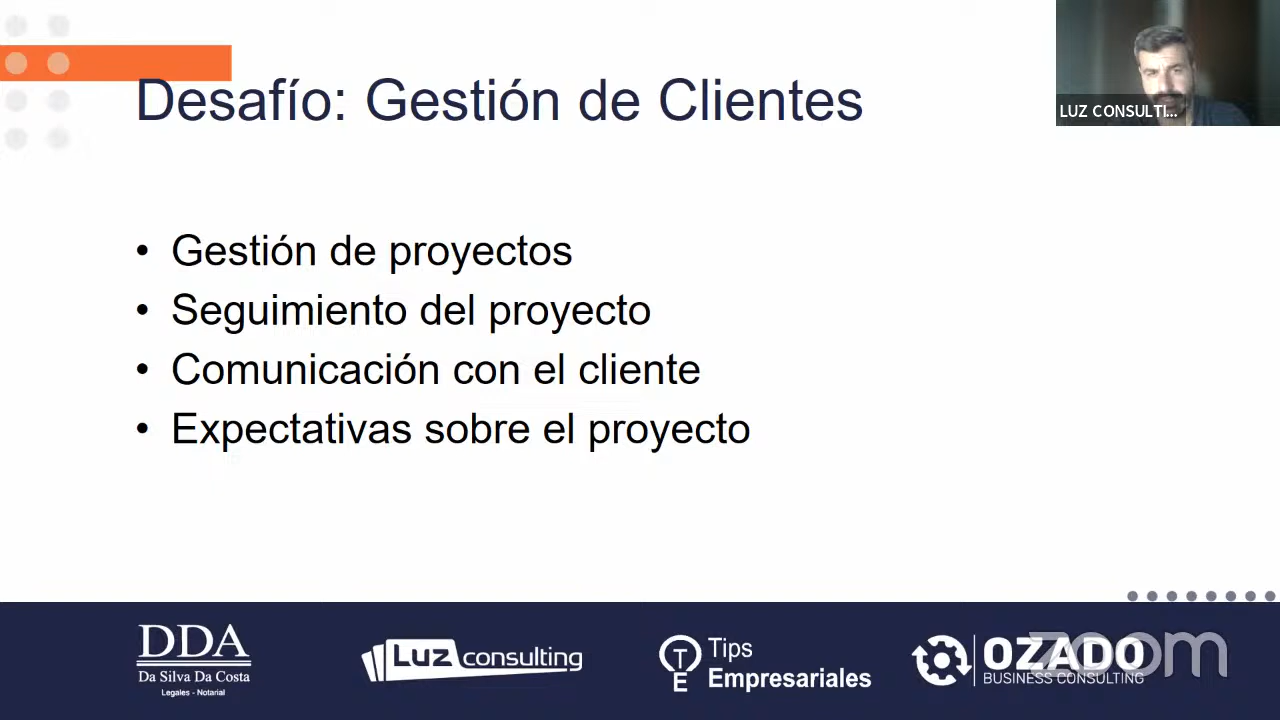 Desafío: Gestión de Clientes
LUZ CONSULTI...
• Gestión de proyectos
• Seguimiento del proyecto
• Comunicación con el cliente
• Expectativas sobre el proyecto
DDA
Da Silva Da Costa
Legales - Notarial
Luz consulting
TE
Tips
Empresariales
OZADO
BUSINESS CONSULTING
zoom